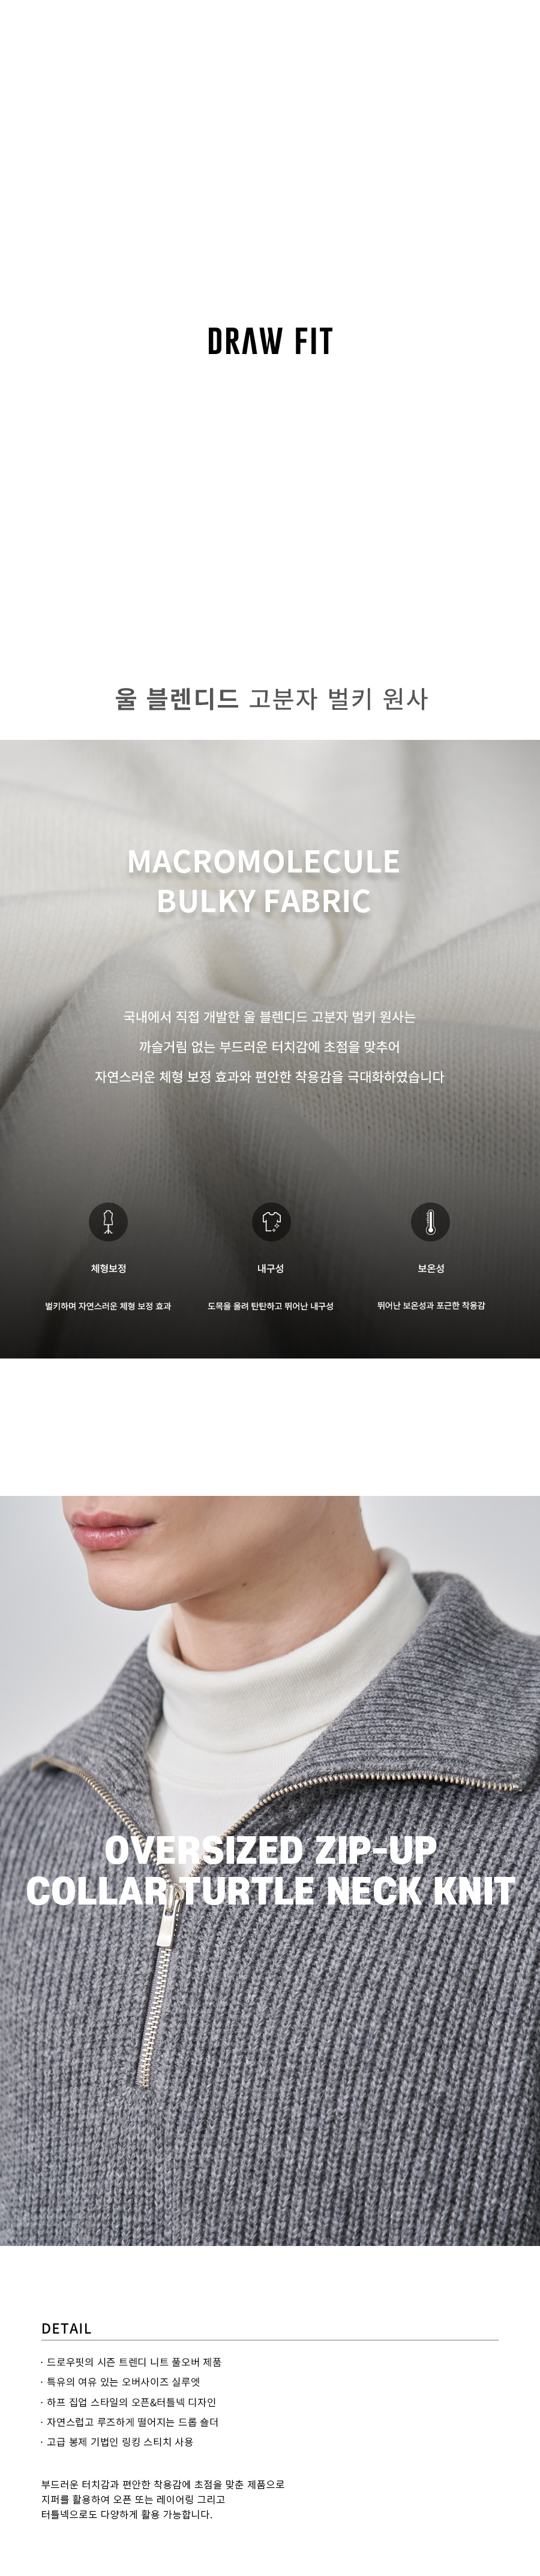 DRAW FIT
울 블렌디드 고분자 벌키 원사
MACROMOLECULE
BULKY FABRIC
국내에서 직접 개발한 울 블렌디드 고분자 벌키 원사는
까슬거림 없는 부드러운 터치감에 초점을 맞추어
자연스러운 체형 보정 효과와 편안한 착용감을 극대화하였습니다
체형보정
내구성
보온성
벌키하며 자연스러운 체형 보정 효과
도목을 올려 탄탄하고 뛰어난 내구성
뛰어난 보온성과 포근한 착용감
OVERSIZED ZIP-UP
COLLAR TURTLE NECK KNIT
DETAIL
· 드로우핏의 시즌 트렌디 니트 풀오버 제품
· 특유의 여유 있는 오버사이즈 실루엣
· 하프 집업 스타일의 오픈&터틀넥 디자인
· 자연스럽고 루즈하게 떨어지는 드롭 숄더
· 고급 봉제 기법인 링킹 스티치 사용
부드러운 터치감과 편안한 착용감에 초점을 맞춘 제품으로
지퍼를 활용하여 오픈 또는 레이어링 그리고
터틀넥으로도 다양하게 활용 가능합니다.